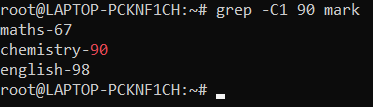 root@LAPTOP-PCKNF1CH:~# grep -C1 90 mark
maths-67
chemistry-90
english-98
root@LAPTOP-PCKNF1CH:~#